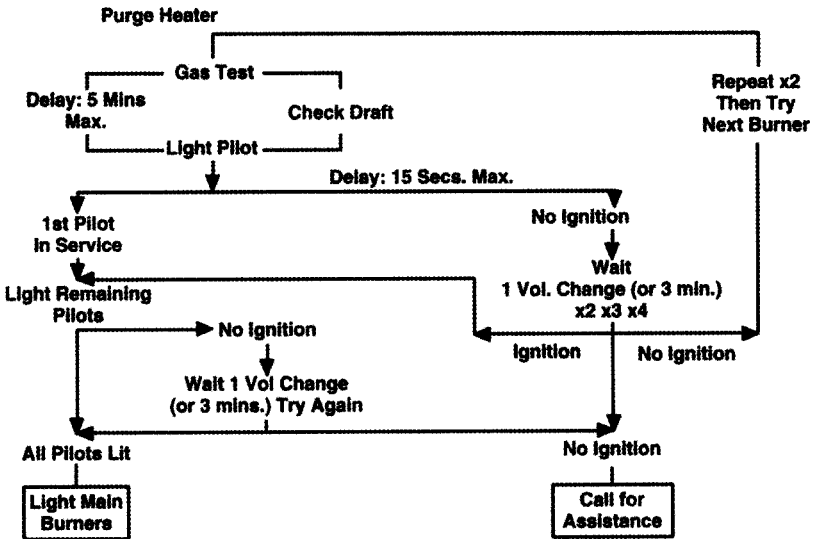 Purge Heater
Gas Test
Delay: 5 Mins
Max.
Check Draft
Repeat x2
Then Try
Next Burner
Light Pilot
Delay: 15 Secs. Max.
1st Pilot
In Service
No Ignition
Wait
1 Vol. Change (or 3 min.)
x2 x3 x4
Light Remaining
Pilots
No Ignition
Ignition
No Ignition
Wait 1 Vol Change
(or 3 mins.) Try Again
All Pilots Lit
No Ignition
Light Main
Burners
Call for
Assistance